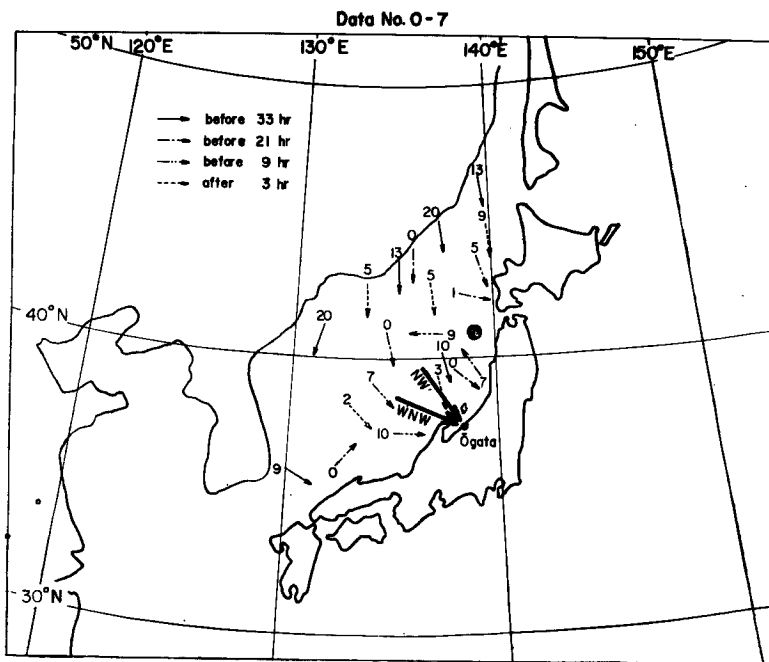 Data No. O-7
50°N 120°E 130°E 140°E 150°E
before 33 hr
before 21 hr
before 9 hr
after 3 hr
13
20
9
0
13
5
5
5
1
40°N
20
0
9
10
0
3
7
7
NW
2
WNW
10
Ōgata
9
0
30°N